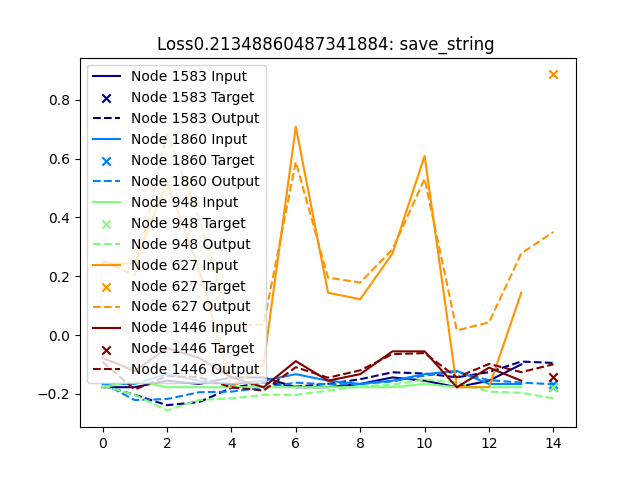 Loss0.21348860487341884: save_string
Node 1583 Input
Node 1583 Target
Node 1583 Output
Node 1860 Input
Node 1860 Target
Node 1860 Output
Node 948 Input
Node 948 Target
Node 948 Output
Node 627 Input
Node 627 Target
Node 627 Output
Node 1446 Input
Node 1446 Target
Node 1446 Output
0.8
0.6
0.4
0.2
0.0
−0.2
0 2 4 6 8 10 12 14